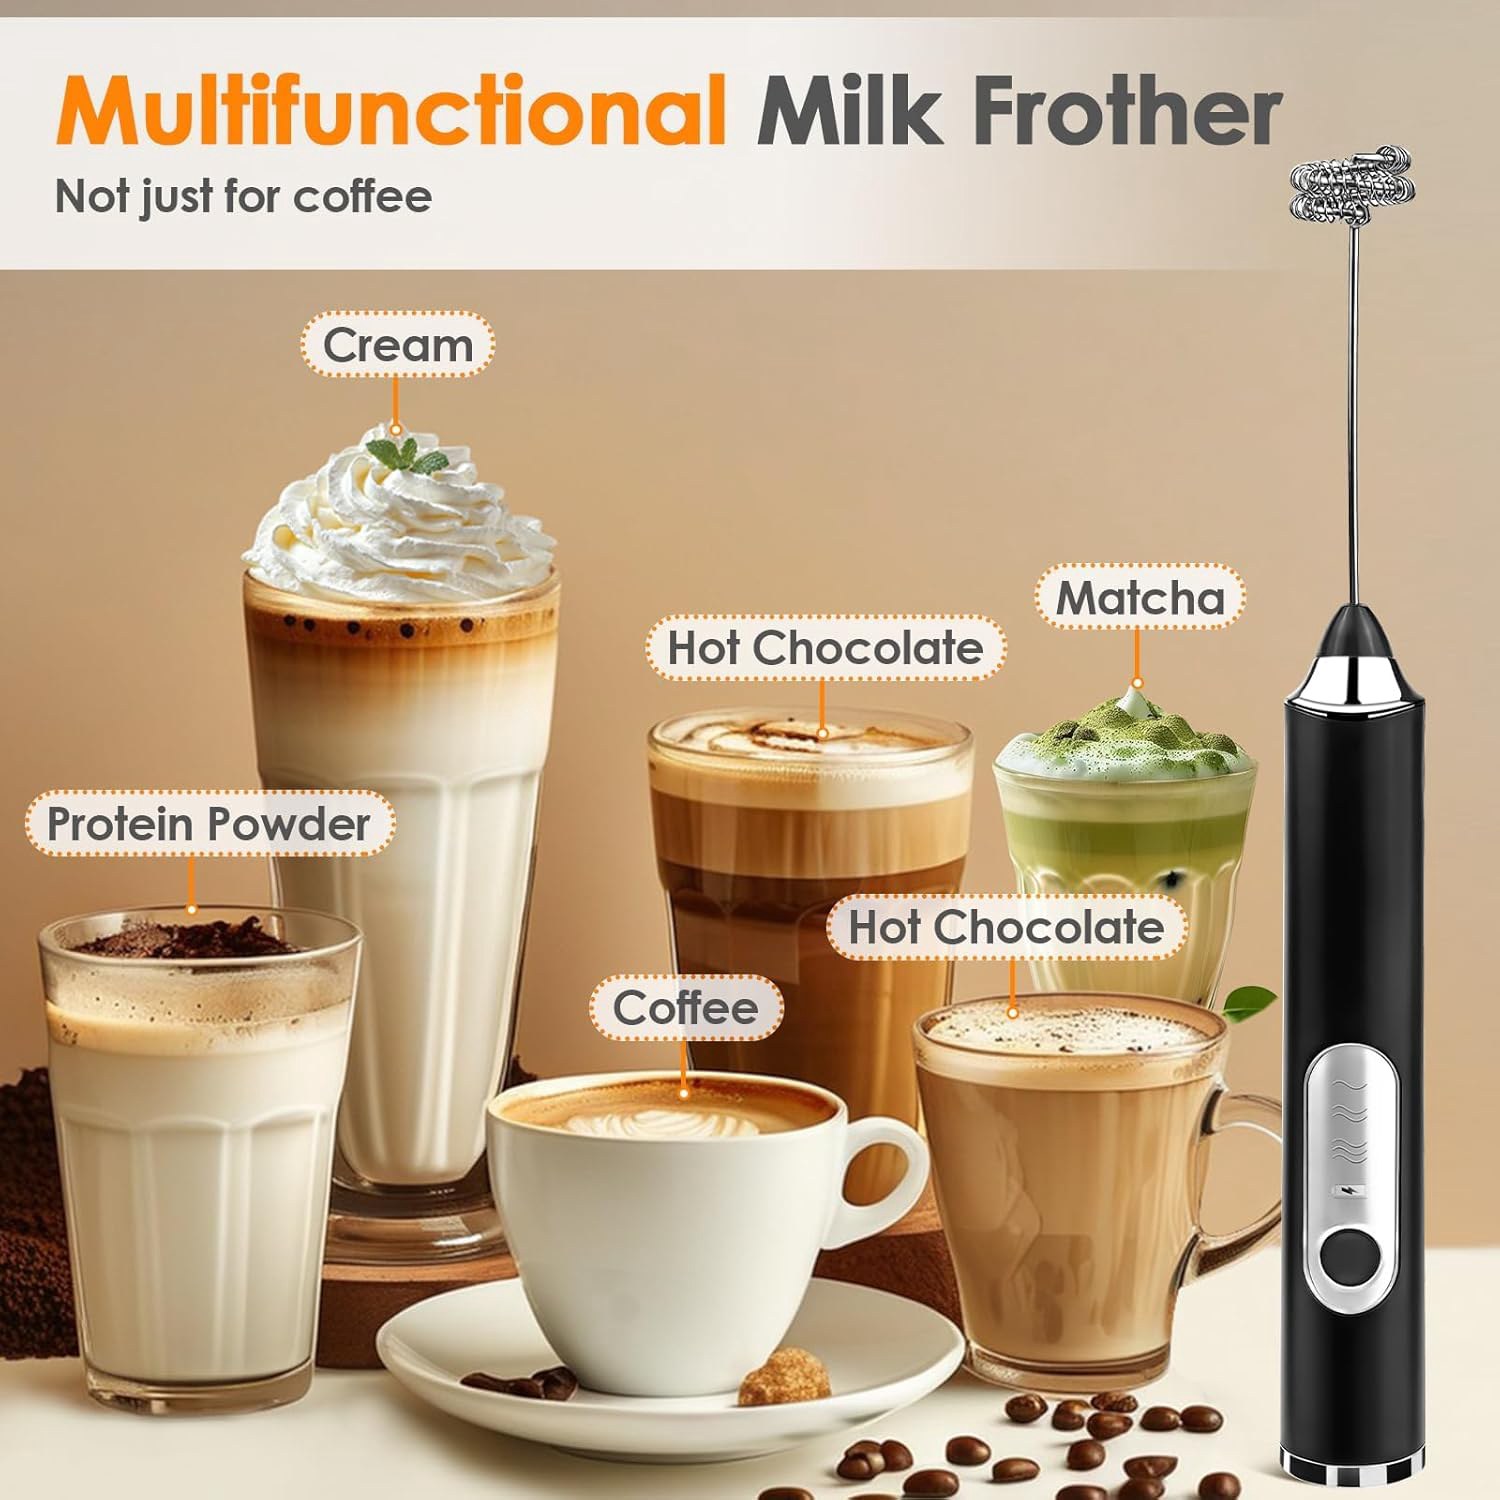 Multifunctional Milk Frother
Not just for coffee
Cream
Matcha
Hot Chocolate
Protein Powder
Hot Chocolate
Coffee